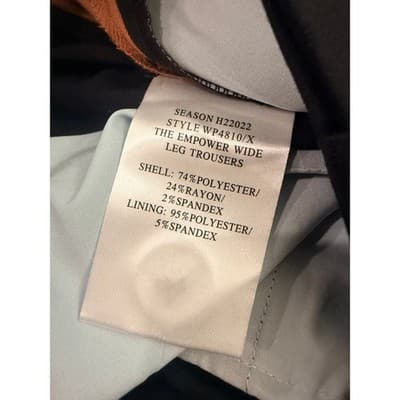 SEASON H22022
STYLE WP4810/X
THE EMPOWER WIDE
LEG TROUSERS
SHELL: 74%POLYESTER/
24%RAYON/
2%SPANDEX
LINING: 95%POLYESTER/
5%SPANDEX